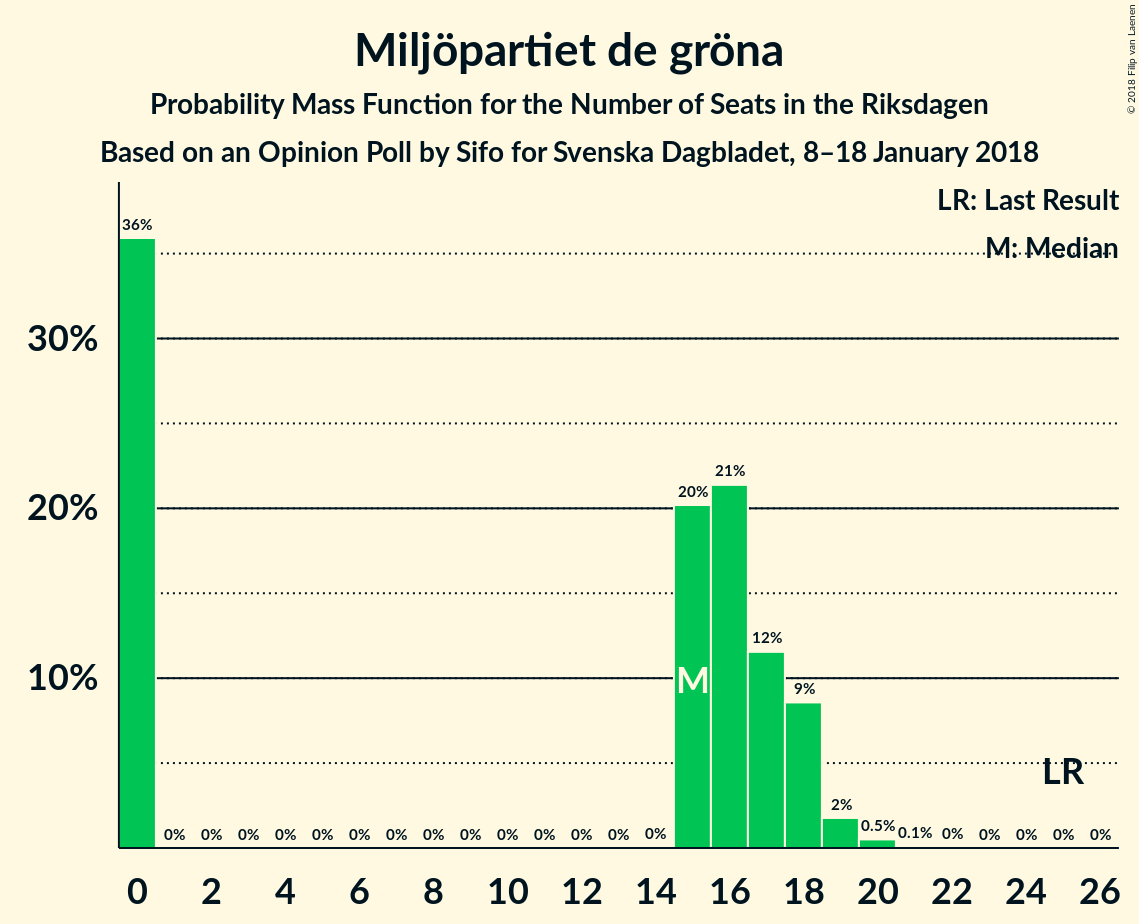 © 2018 Filip van Laenen
Miljöpartiet de gröna
Probability Mass Function for the Number of Seats in the Riksdagen
Based on an Opinion Poll by Sifo for Svenska Dagbladet, 8–18 January 2018
LR: Last Result
M: Median
36%
30%
20%
10%
0% 0% 0% 0% 0% 0% 0% 0% 0% 0% 0% 0% 0% 0% 20% 21% 12% 9% 2% 0.5% 0.1% 0% 0% 0% 0% 0%
M
LR
0 2 4 6 8 10 12 14 16 18 20 22 24 26